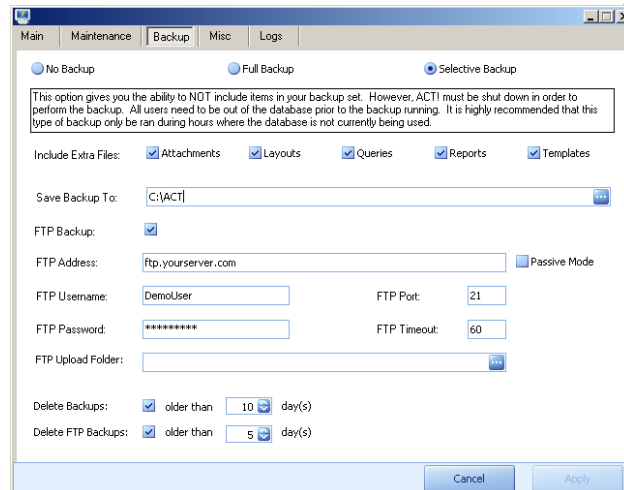 Main Maintenance Backup Misc Logs
No Backup Full Backup Selective Backup
This option gives you the ability to NOT include items in your backup set. However, ACT! must be shut down in order to
perform the backup. All users need to be out of the database prior to the backup running. It is highly recommended that this
type of backup only be ran during hours where the database is not currently being used.
Include Extra Files: Attachments Layouts Queries Reports Templates
Save Backup To: C:\ACT
FTP Backup:
FTP Address: ftp.yourserver.com Passive Mode
FTP Username: DemoUser FTP Port: 21
FTP Password: ********* FTP Timeout: 60
FTP Upload Folder:
Delete Backups: older than 10 day(s)
Delete FTP Backups: older than 5 day(s)
Cancel Apply